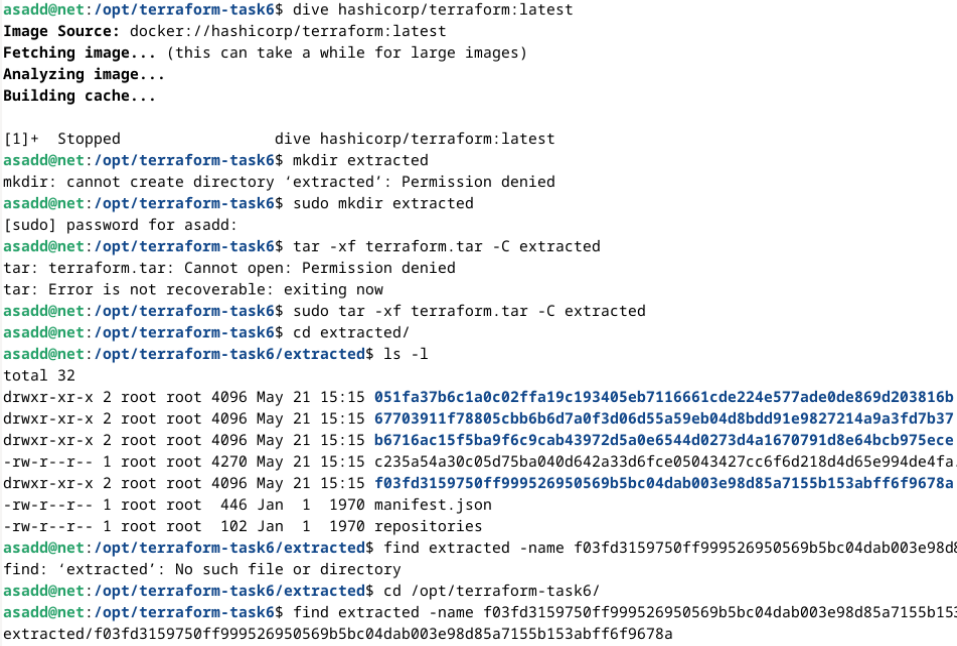 asadd@net:/opt/terraform-task6$ dive hashicorp/terraform:latest
Image Source: docker://hashicorp/terraform:latest
Fetching image... (this can take a while for large images)
Analyzing image...
Building cache...
[1]+  Stopped                 dive hashicorp/terraform:latest
asadd@net:/opt/terraform-task6$ mkdir extracted
mkdir: cannot create directory ‘extracted’: Permission denied
asadd@net:/opt/terraform-task6$ sudo mkdir extracted
[sudo] password for asadd:
asadd@net:/opt/terraform-task6$ tar -xf terraform.tar -C extracted
tar: terraform.tar: Cannot open: Permission denied
tar: Error is not recoverable: exiting now
asadd@net:/opt/terraform-task6$ sudo tar -xf terraform.tar -C extracted
asadd@net:/opt/terraform-task6$ cd extracted/
asadd@net:/opt/terraform-task6/extracted$ ls -l
total 32
drwxr-xr-x 2 root root 4096 May 21 15:15 051fa37b6c1a0c02ffa19c193405eb7116661cde224e577ade0de869d203816b
drwxr-xr-x 2 root root 4096 May 21 15:15 67703911f78805cbb6b6d7a0f3d06d55a59eb04d8bdd91e9827214a9a3fd7b37
drwxr-xr-x 2 root root 4096 May 21 15:15 b6716ac15f5ba9f6c9cab43972d5a0e6544d0273d4a1670791d8e64bcb975ece
-rw-r--r-- 1 root root 4270 May 21 15:15 c235a54a30c05d75ba040d642a33d6fce05043427cc6f6d218d4d65e994de4fa.
drwxr-xr-x 2 root root 4096 May 21 15:15 f03fd3159750ff999526950569b5bc04dab003e98d85a7155b153abff6f9678a
-rw-r--r-- 1 root root  446 Jan  1  1970 manifest.json
-rw-r--r-- 1 root root  102 Jan  1  1970 repositories
asadd@net:/opt/terraform-task6/extracted$ find extracted -name f03fd3159750ff999526950569b5bc04dab003e98d8
find: ‘extracted’: No such file or directory
asadd@net:/opt/terraform-task6/extracted$ cd /opt/terraform-task6/
asadd@net:/opt/terraform-task6$ find extracted -name f03fd3159750ff999526950569b5bc04dab003e98d85a7155b153
extracted/f03fd3159750ff999526950569b5bc04dab003e98d85a7155b153abff6f9678a